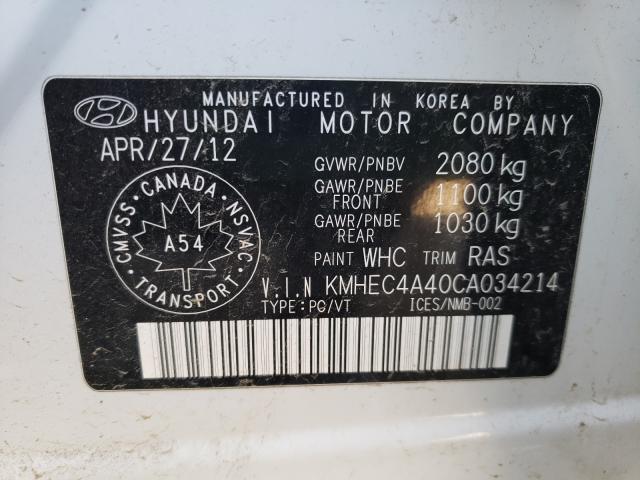 MANUFACTURED IN KOREA BY
HYUNDAI MOTOR COMPANY
APR/27/12
GVWR/PNBV 2080 kg
GAWR/PNBE FRONT 1100 kg
GAWR/PNBE REAR 1030 kg
PAINT WHC TRIM RAS
CANADA
CMVSS · NSVAC
A54
TRANSPORT
V.I.N KMHEC4A40CA034214
TYPE:PC/VT ICES/NMB-002